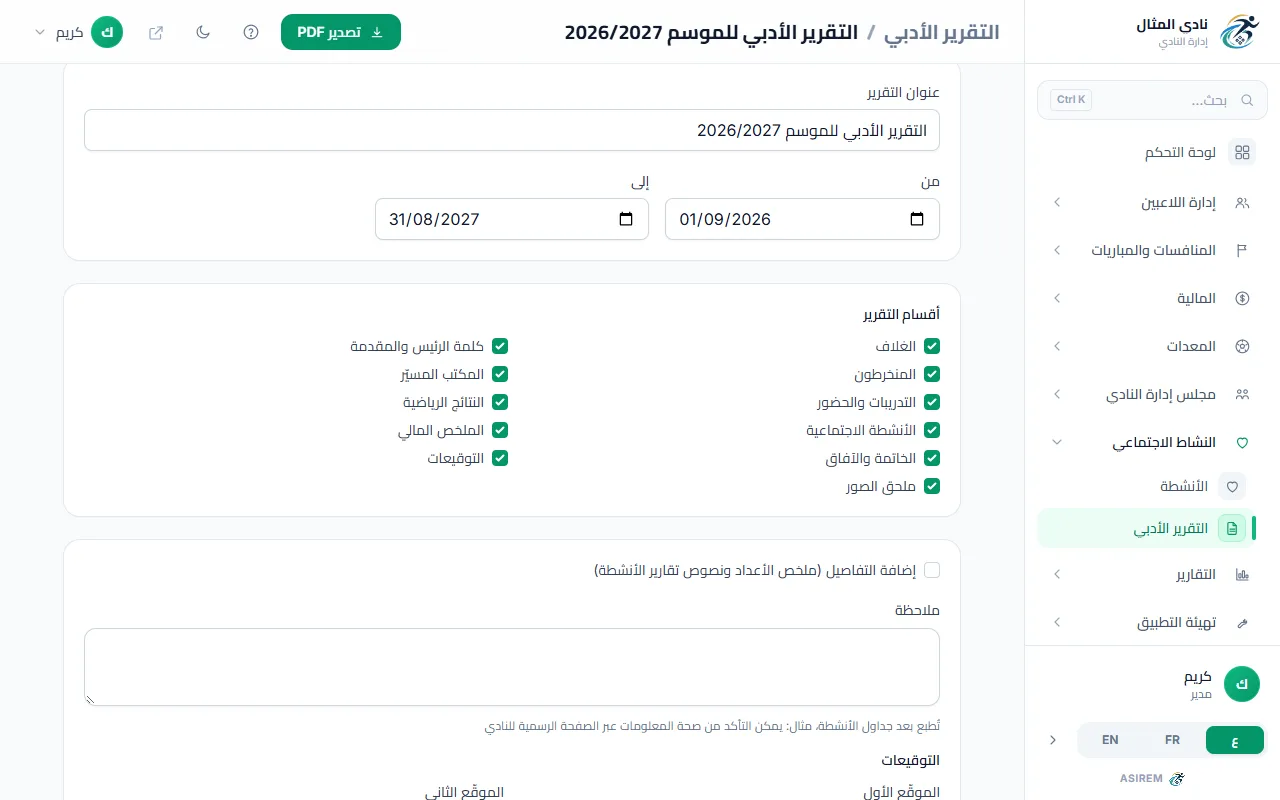 نادي المثال
إدارة النادي
التقرير الأدبي / التقرير الأدبي للموسم 2026/2027
تصدير PDF
ك
كريم
بحث...
Ctrl K
لوحة التحكم
إدارة اللاعبين
المنافسات والمباريات
المالية
المعدات
مجلس إدارة النادي
النشاط الاجتماعي
الأنشطة
التقرير الأدبي
التقارير
تهيئة التطبيق
ك
كريم
مدير
ع
FR
EN
ASIREM
عنوان التقرير
التقرير الأدبي للموسم 2026/2027
من
إلى
01/09/2026
31/08/2027
أقسام التقرير
الغلاف
كلمة الرئيس والمقدمة
المنخرطون
المكتب المسيّر
التدريبات والحضور
النتائج الرياضية
الأنشطة الاجتماعية
الملخص المالي
الخاتمة والآفاق
التوقيعات
ملحق الصور
إضافة التفاصيل (ملخص الأعداد ونصوص تقارير الأنشطة)
ملاحظة
تُطبع بعد جداول الأنشطة، مثال: يمكن التأكد من صحة المعلومات عبر الصفحة الرسمية للنادي
التوقيعات
الموقّع الأول
الموقّع الثاني